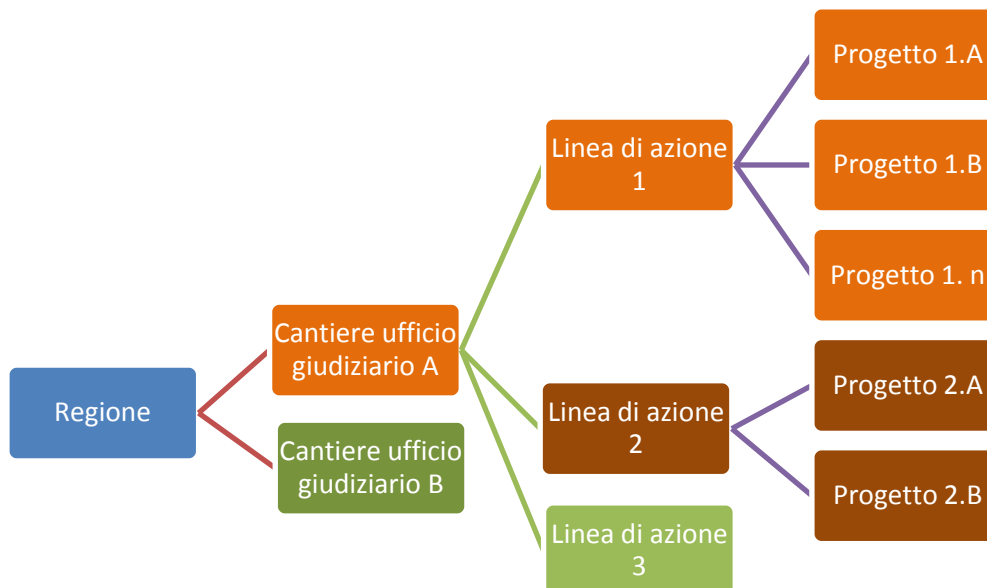 Regione
Cantiere ufficio
giudiziario A
Cantiere ufficio
giudiziario B
Linea di azione
1
Linea di azione
2
Linea di azione
3
Progetto 1.A
Progetto 1.B
Progetto 1. n
Progetto 2.A
Progetto 2.B